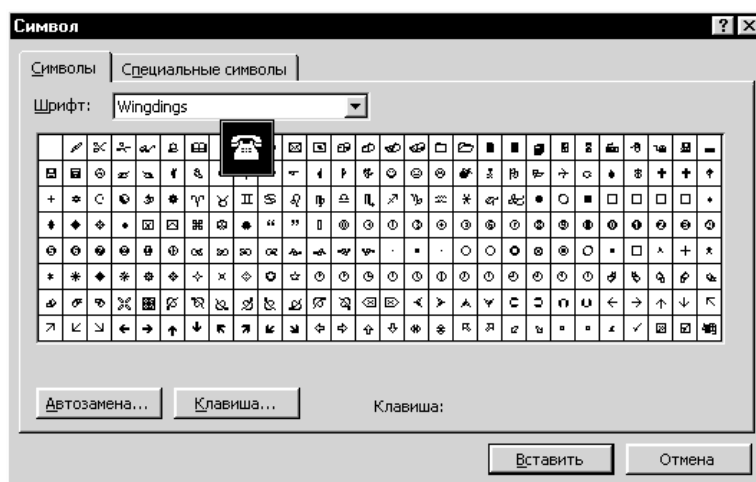 Символ
Символы
Специальные символы
Шрифт: Wingdings
Автозамена... Клавиша... Клавиша:
Вставить Отмена